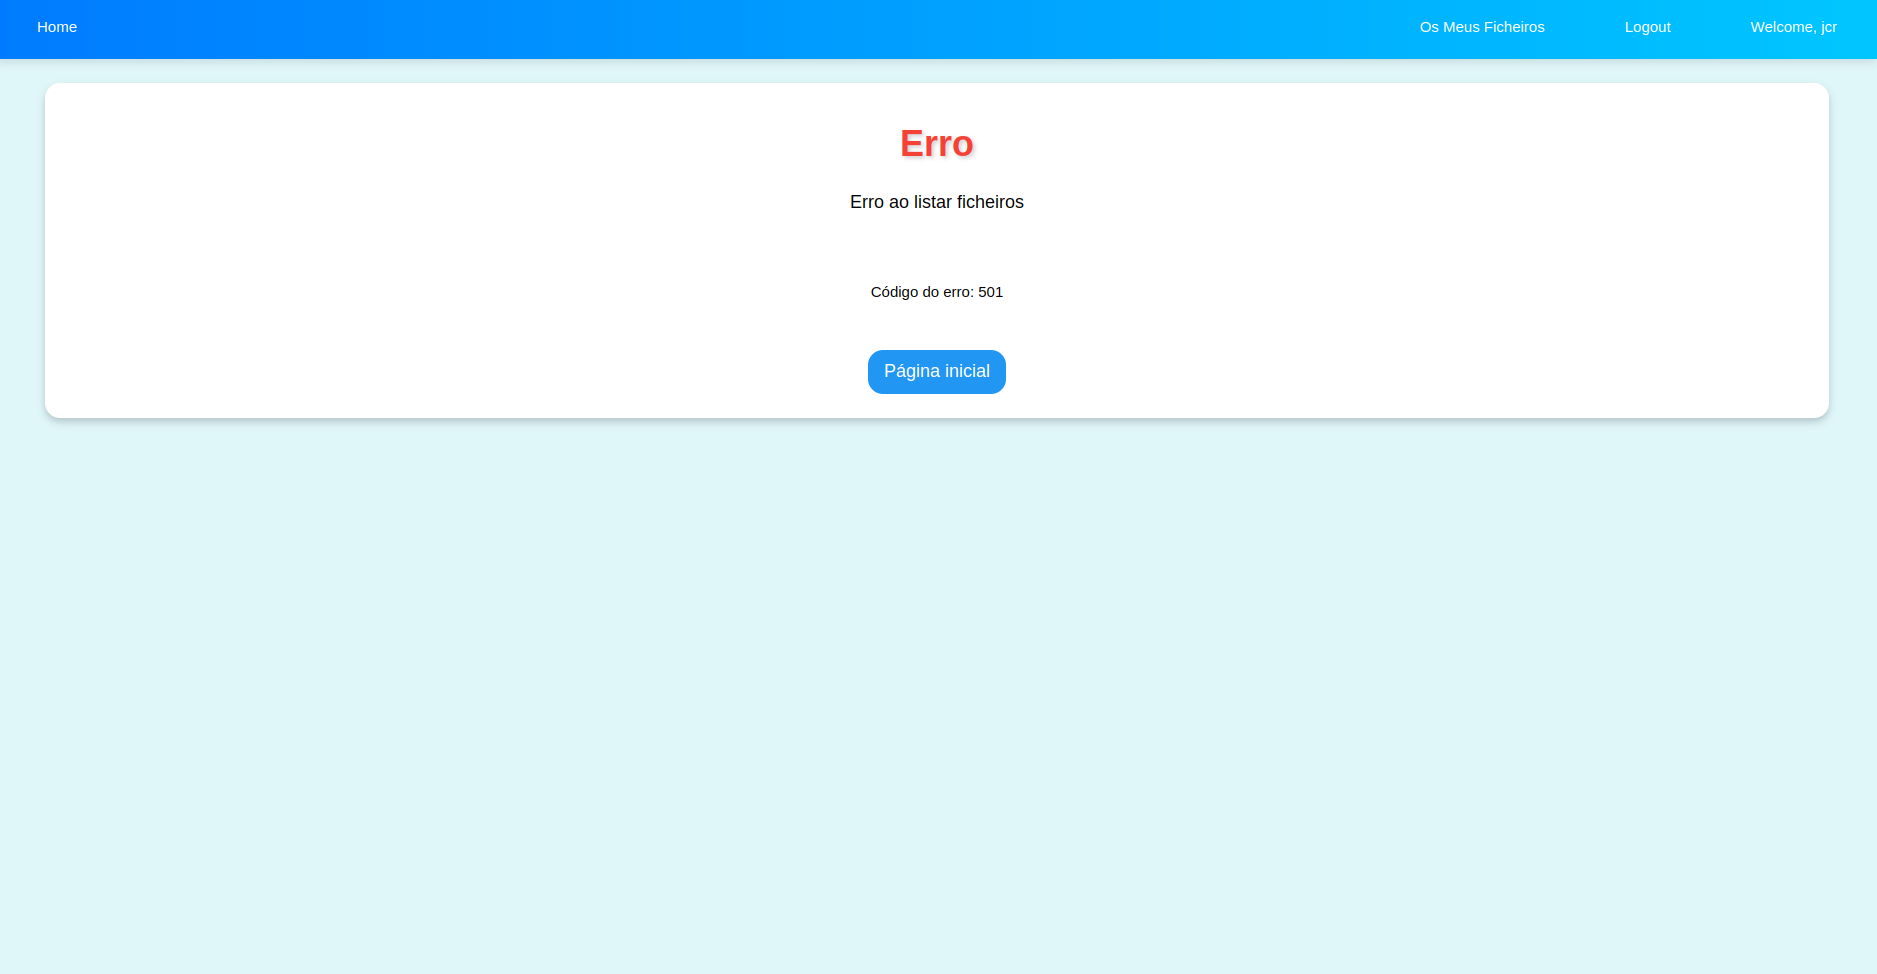 Home
Os Meus Ficheiros
Logout
Welcome, jcr
Erro
Erro ao listar ficheiros
Código do erro: 501
Página inicial